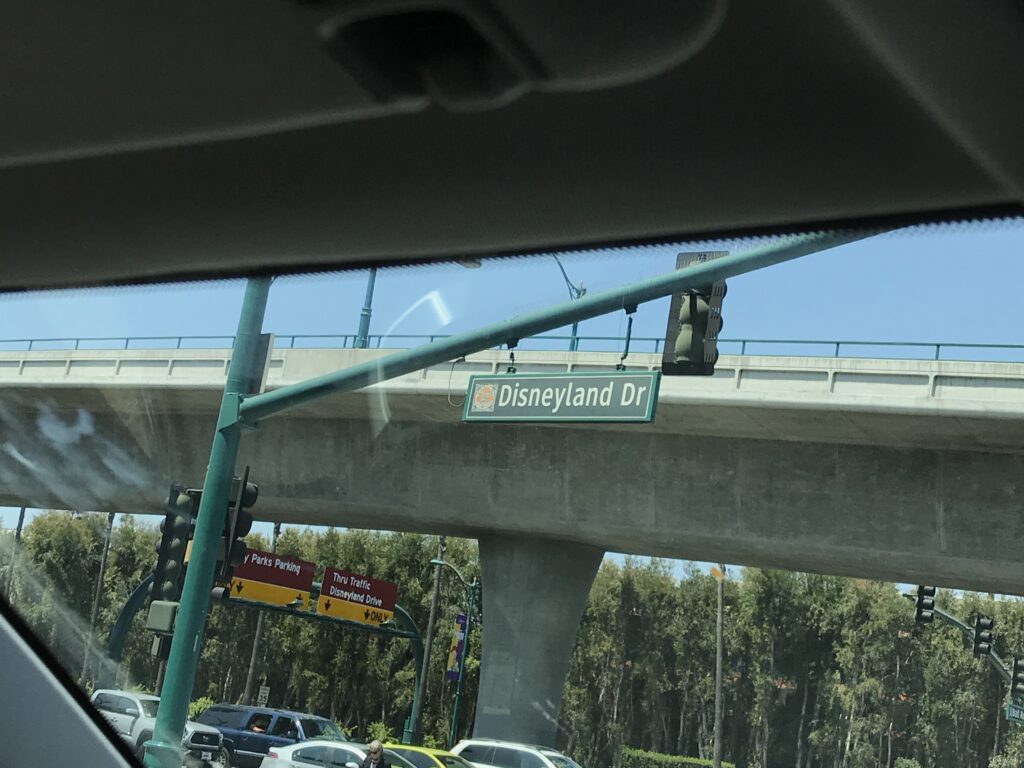 Disneyland Dr
y Parks Parking
Thru Traffic
Disneyland Drive
ONLY